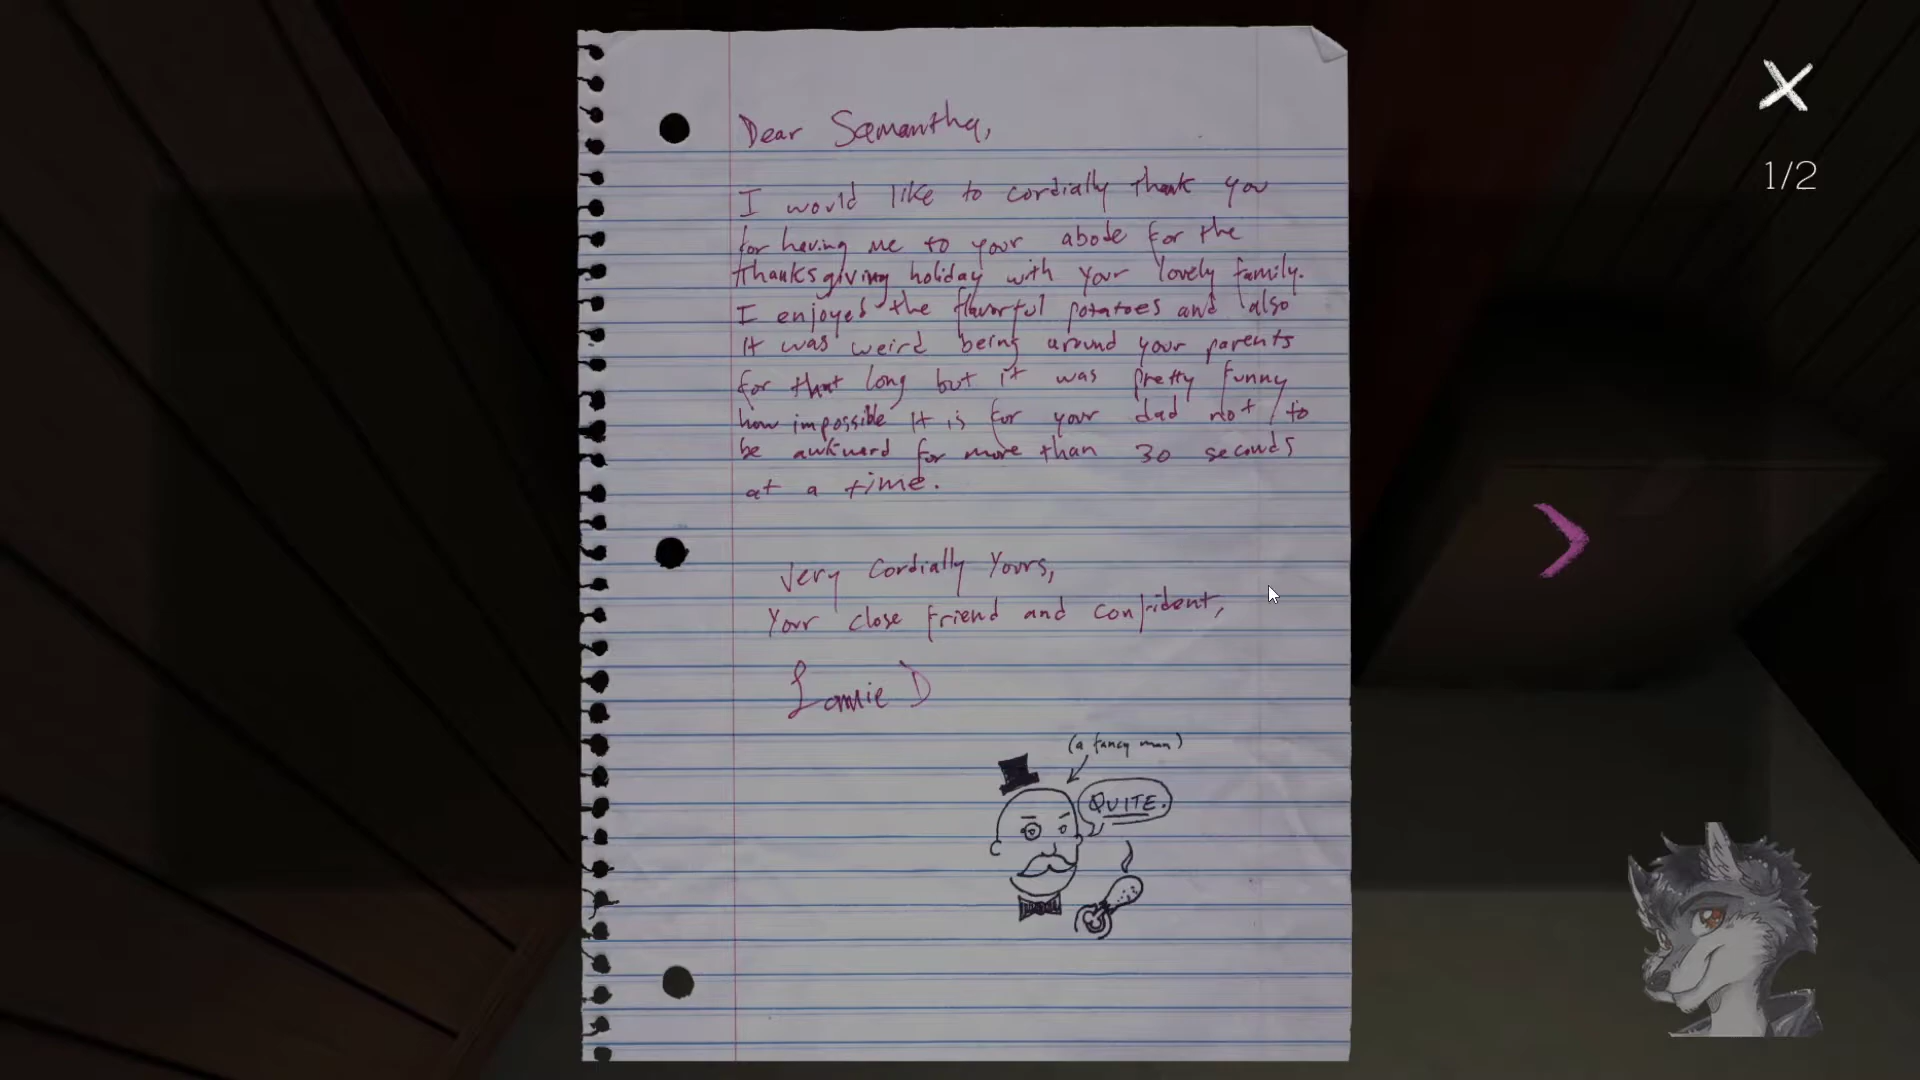 Dear Samantha,
I would like to cordially thank you
for having me to your abode for the
thanksgiving holiday with your lovely family.
I enjoyed the flavorful potatoes and also
it was weird being around your parents
for that long but it was pretty funny
how impossible it is for your dad not to
be awkward for more than 30 seconds
at a time.
Very Cordially Yours,
Your close friend and confident,
Lonnie D
(a fancy man)
QUITE.
1/2